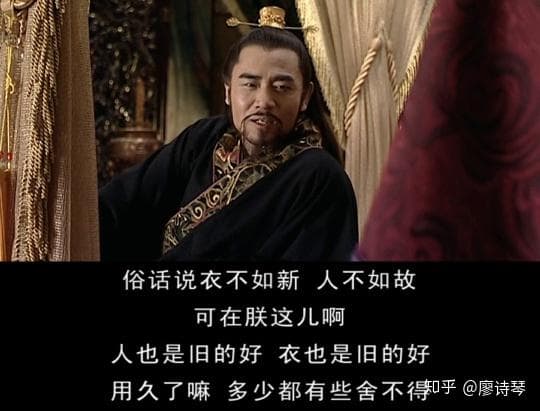 俗话说衣不如新 人不如故
可在朕这儿啊
人也是旧的好 衣也是旧的好
用久了嘛 多少都有些舍不得
知乎 @廖诗琴